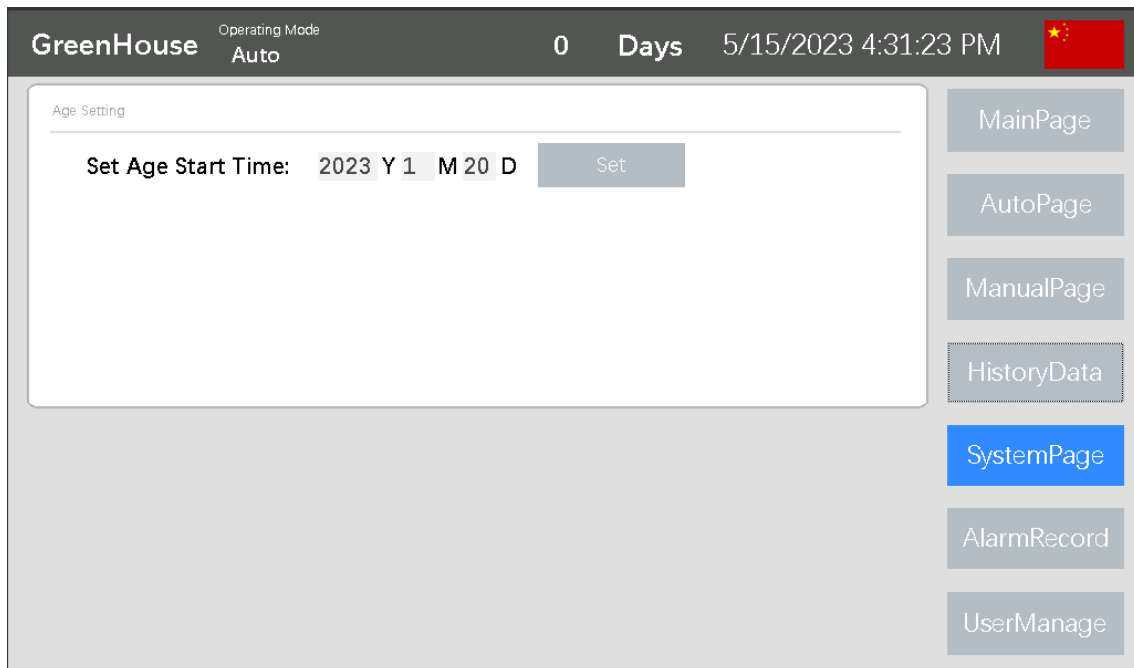 GreenHouse Operating Mode 0 Days 5/15/2023 4:31:23 PM
Auto
Age Setting
Set Age Start Time: 2023 Y 1 M 20 D Set
MainPage
AutoPage
ManualPage
HistoryData
SystemPage
AlarmRecord
UserManage